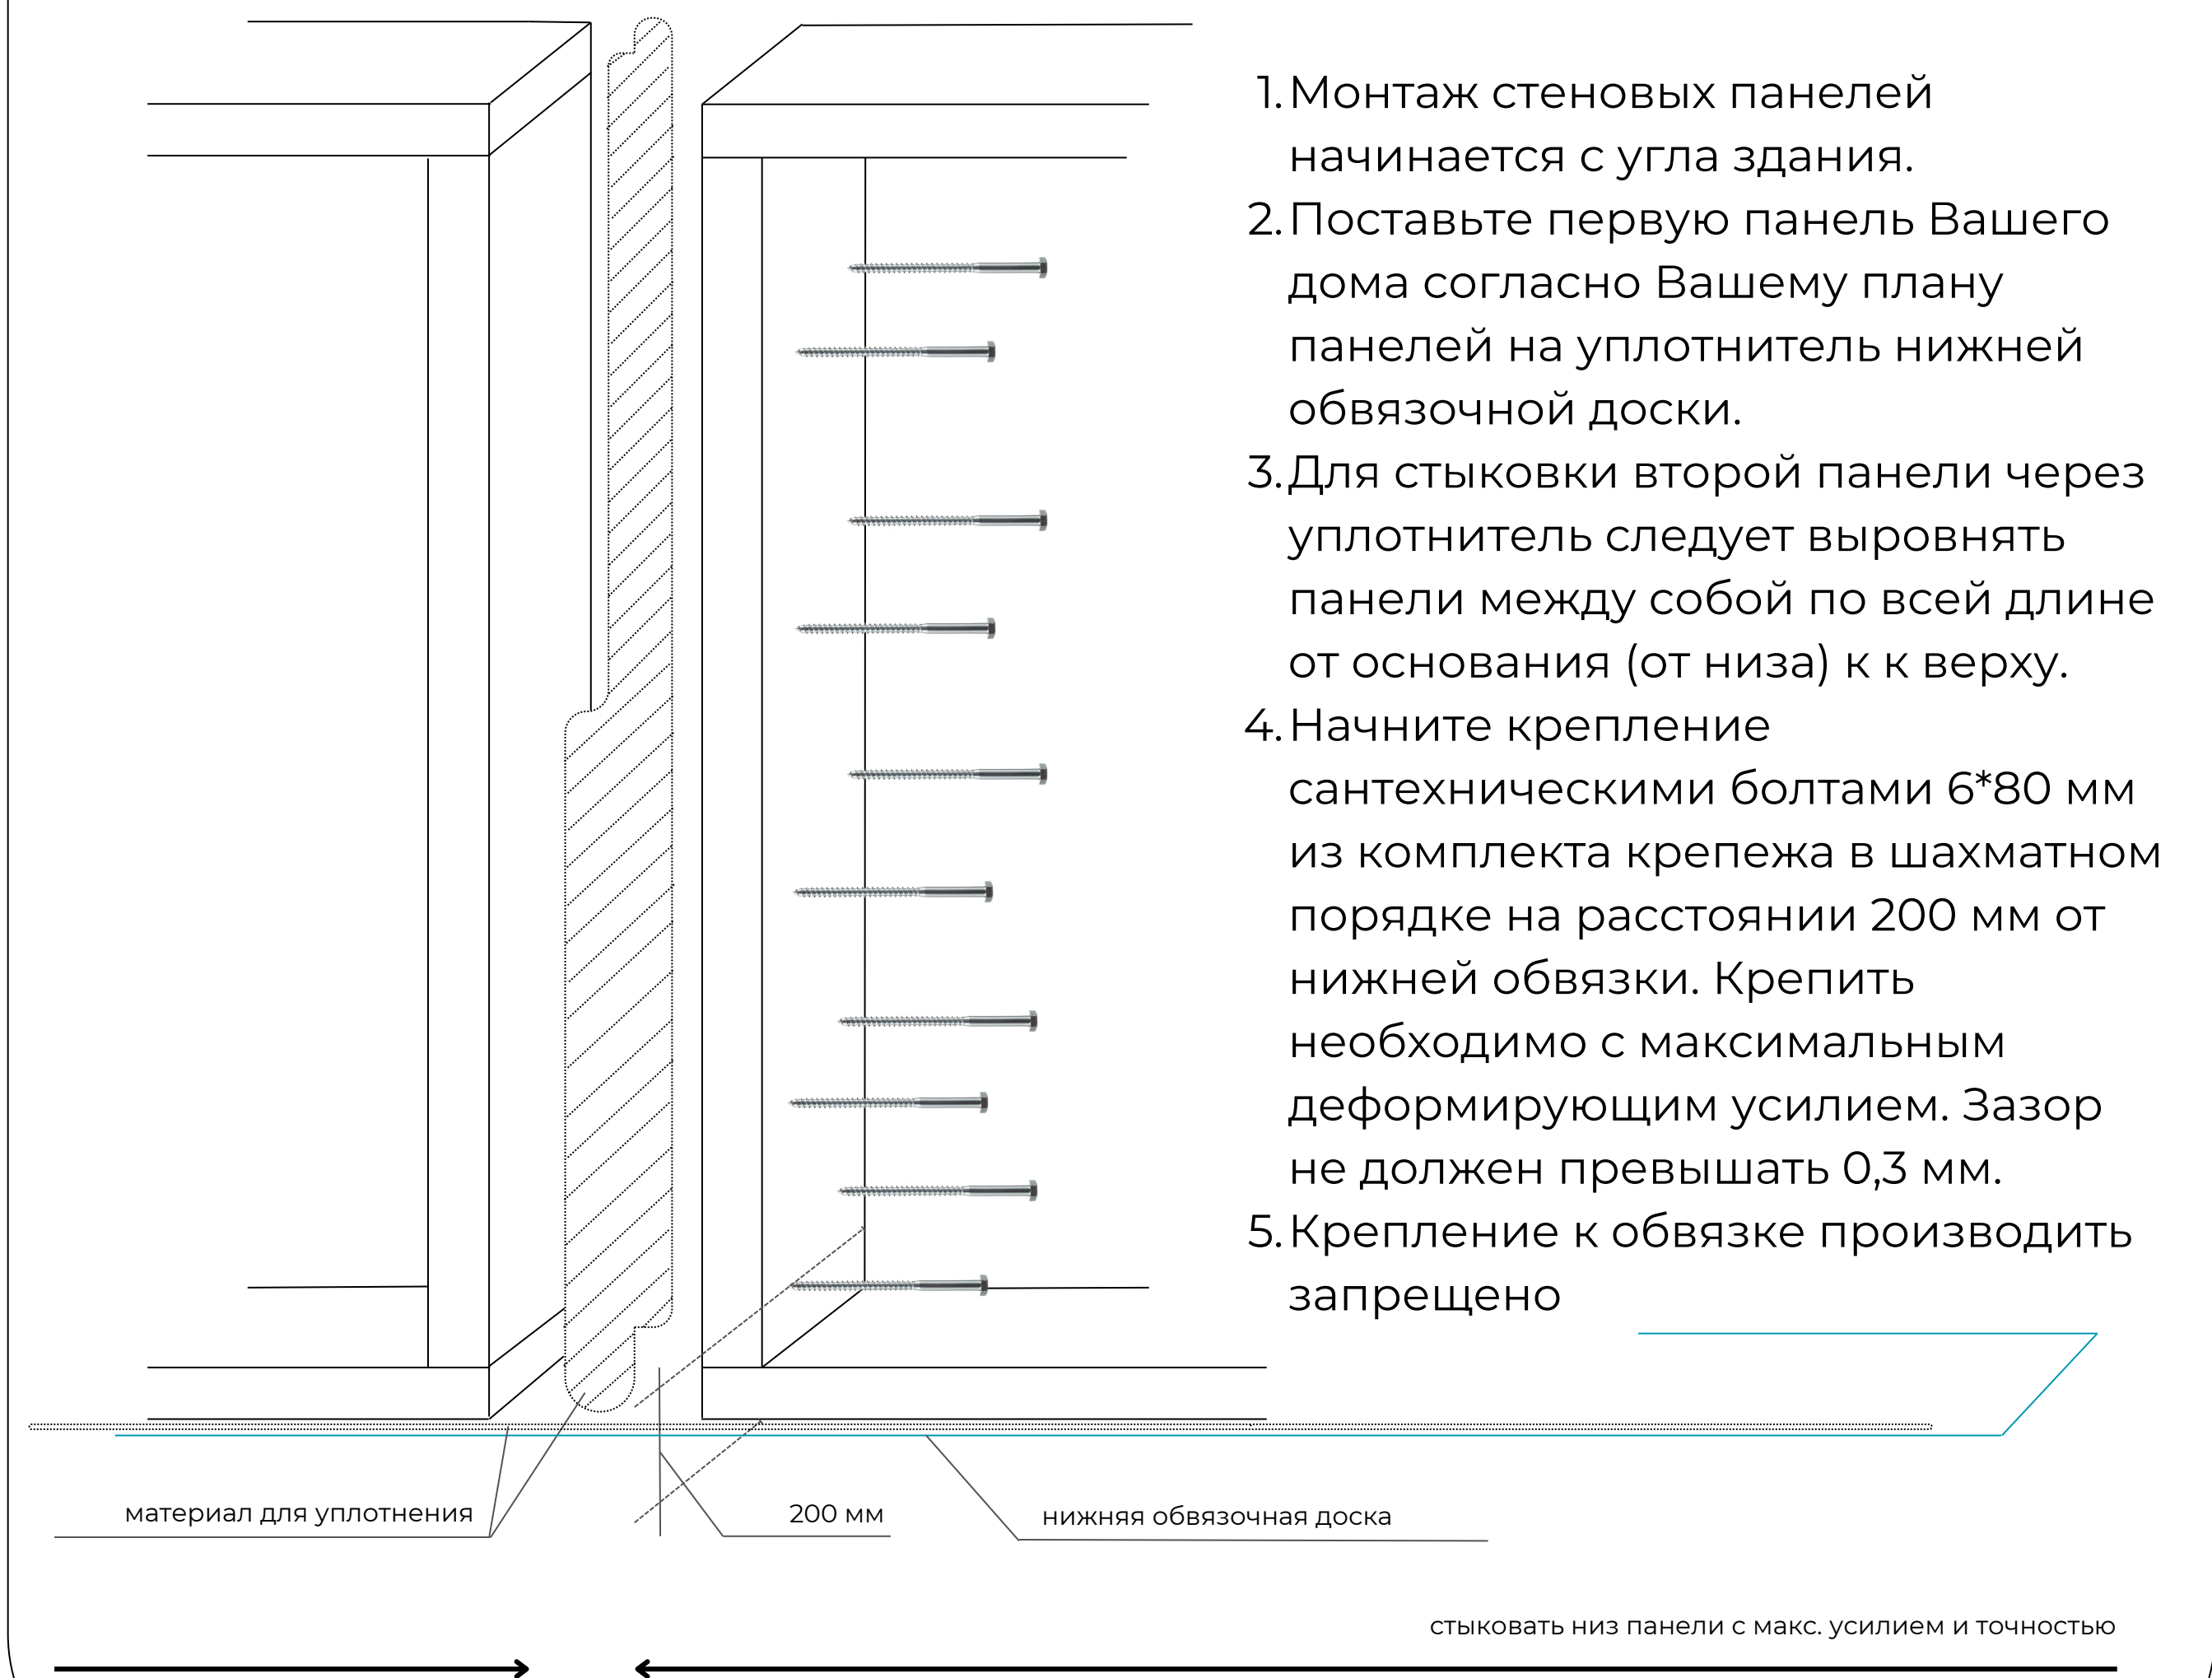 1. Монтаж стеновых панелей
начинается с угла здания.
2. Поставьте первую панель Вашего
дома согласно Вашему плану
панелей на уплотнитель нижней
обвязочной доски.
3. Для стыковки второй панели через
уплотнитель следует выровнять
панели между собой по всей длине
от основания (от низа) к к верху.
4. Начните крепление
сантехническими болтами 6*80 мм
из комплекта крепежа в шахматном
порядке на расстоянии 200 мм от
нижней обвязки. Крепить
необходимо с максимальным
деформирующим усилием. Зазор
не должен превышать 0,3 мм.
5. Крепление к обвязке производить
запрещено
материал для уплотнения
200 мм
нижняя обвязочная доска
стыковать низ панели с макс. усилием и точностью